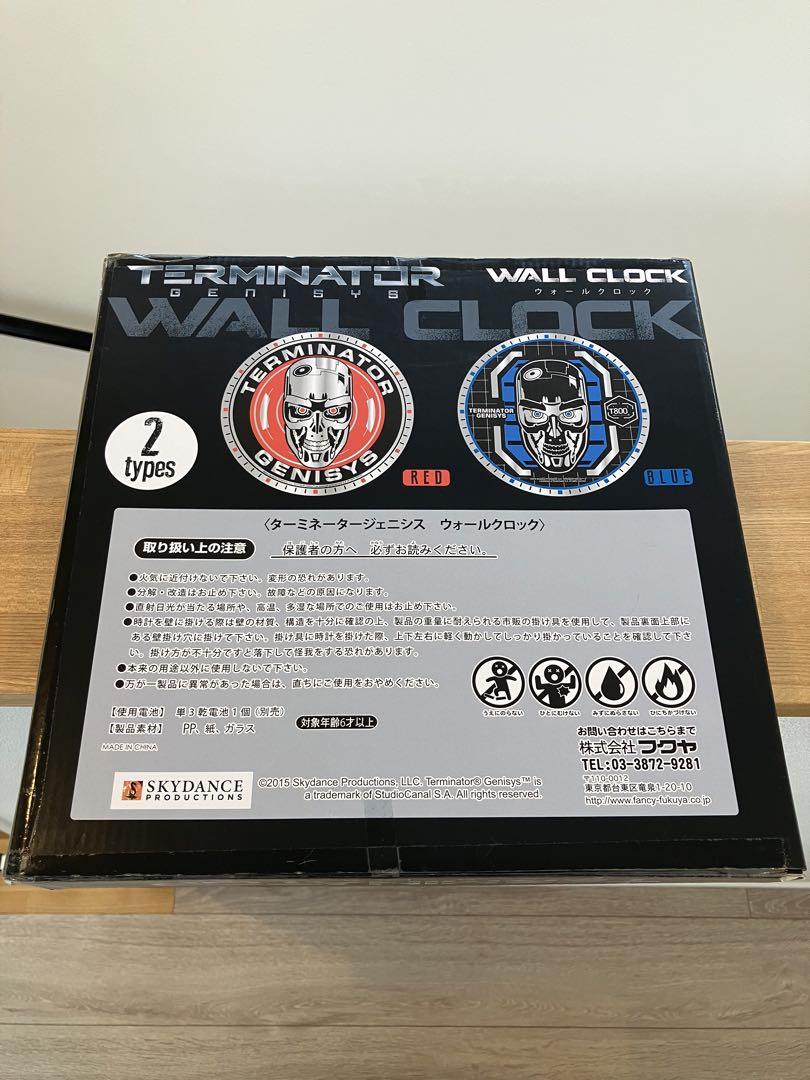 TERMINATOR
GENISYS
WALL CLOCK
ウォールクロック
WALL CLOCK
2
types
TERMINATOR
GENISYS
RED
TERMINATOR
GENISYS
T800
BLUE
〈ターミネータージェニシス ウォールクロック〉
取り扱い上の注意 保護者の方へ 必ずお読みください。
●火気に近付けないで下さい。変形の恐れがあります。
●分解・改造はお止め下さい。故障などの原因になります。
●直射日光が当たる場所や、高温、多湿な場所でのご使用はお止め下さい。
●時計を壁に掛ける際は壁の材質、構造を十分に確認の上、製品の重量に耐えられる市販の掛け具を使用して、製品裏面上部に
ある壁掛け穴に掛けて下さい。掛け具に時計を掛けた際、上下左右に軽く動かしてしっかり掛かっていることを確認して下さ
い。掛け方が不十分ですと落下して怪我をする恐れがあります。
●本来の用途以外に使用しないで下さい。
●万が一製品に異常があった場合は、直ちにご使用をおやめください。
うえにのらない ひとにむけない みずにぬらさない ひにちかづけない
【使用電池】 単3乾電池1個(別売)
【製品素材】 PP、紙、ガラス
対象年齢6才以上
MADE IN CHINA
お問い合わせはこちらまで
株式会社フクヤ
TEL:03-3872-9281
〒110-0012
東京都台東区竜泉1-20-10
http://www.fancy-fukuya.co.jp
SKYDANCE
PRODUCTIONS
©2015 Skydance Productions, LLC. Terminator® Genisys™ is
a trademark of StudioCanal S.A. All rights reserved.